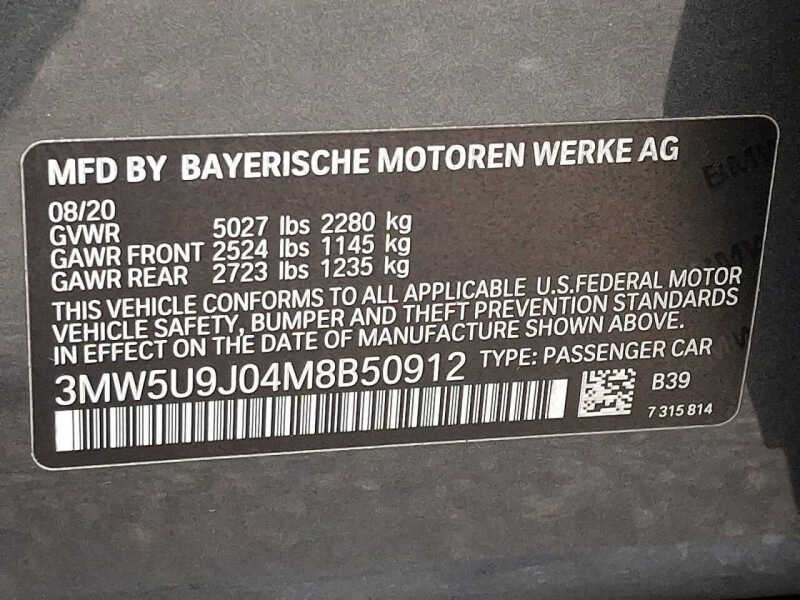 MFD BY BAYERISCHE MOTOREN WERKE AG
08/20
GVWR 5027 lbs 2280 kg
GAWR FRONT 2524 lbs 1145 kg
GAWR REAR 2723 lbs 1235 kg
THIS VEHICLE CONFORMS TO ALL APPLICABLE U.S.FEDERAL MOTOR
VEHICLE SAFETY, BUMPER AND THEFT PREVENTION STANDARDS
IN EFFECT ON THE DATE OF MANUFACTURE SHOWN ABOVE.
3MW5U9J04M8B50912 TYPE: PASSENGER CAR
B39
7 315 814
BMW
BMW
MW